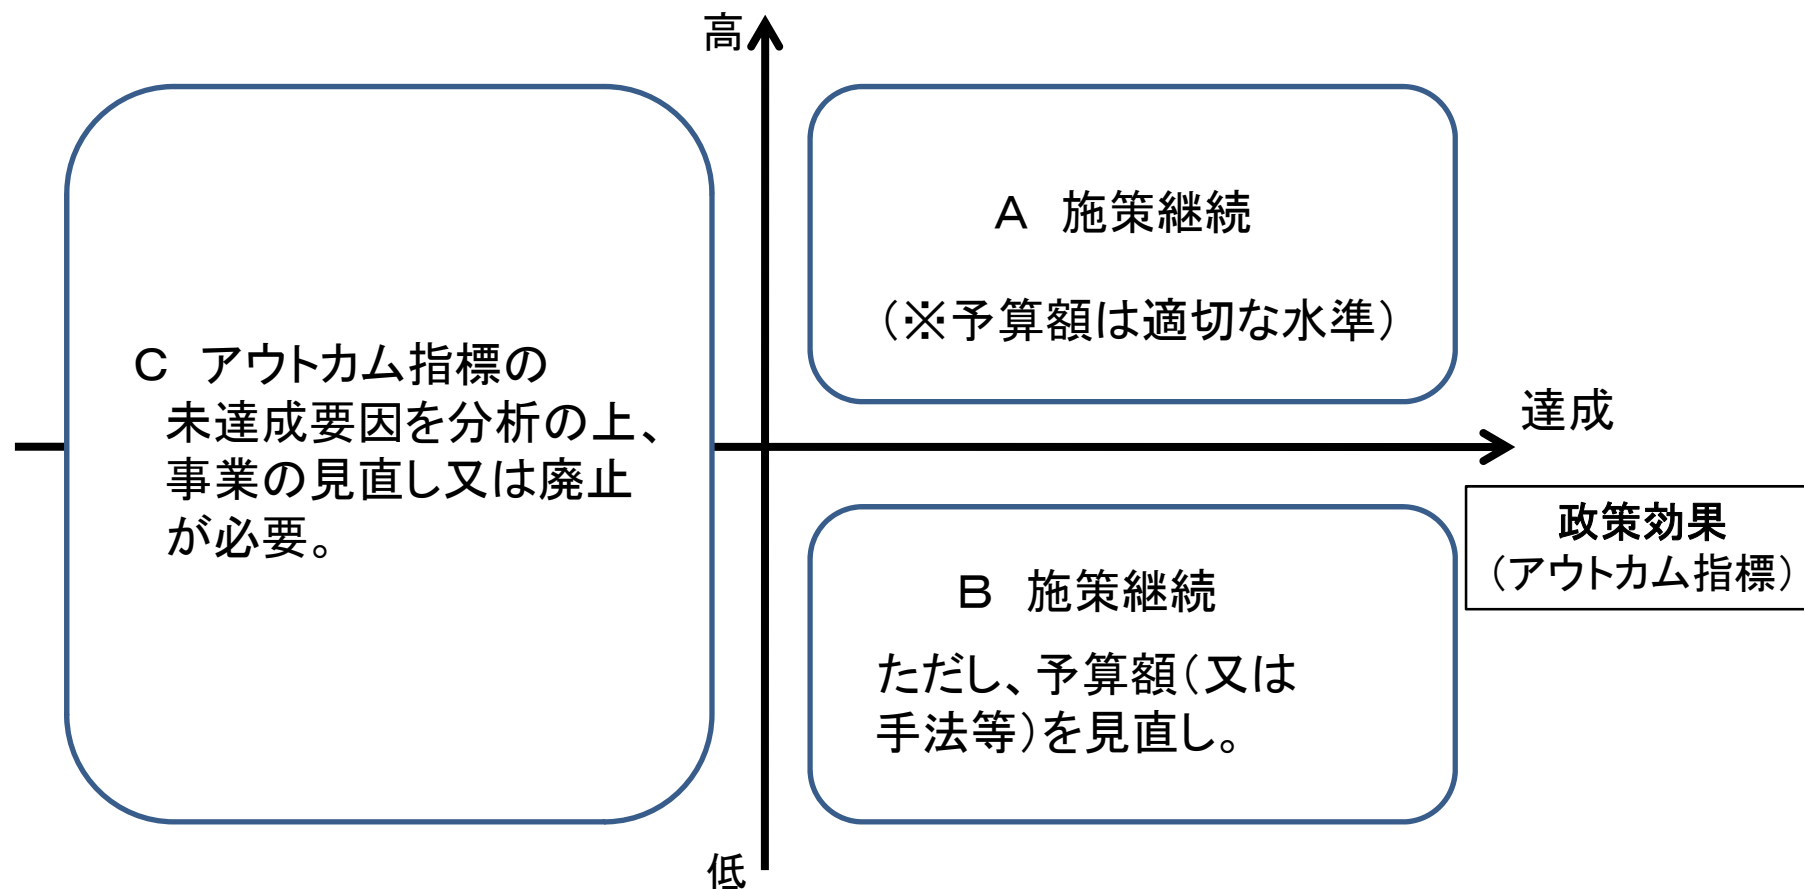 高
A 施策継続
（※予算額は適切な水準）
C アウトカム指標の
未達成要因を分析の上、
事業の見直し又は廃止
が必要。
達成
政策効果
（アウトカム指標）
B 施策継続
ただし、予算額（又は
手法等）を見直し。
低